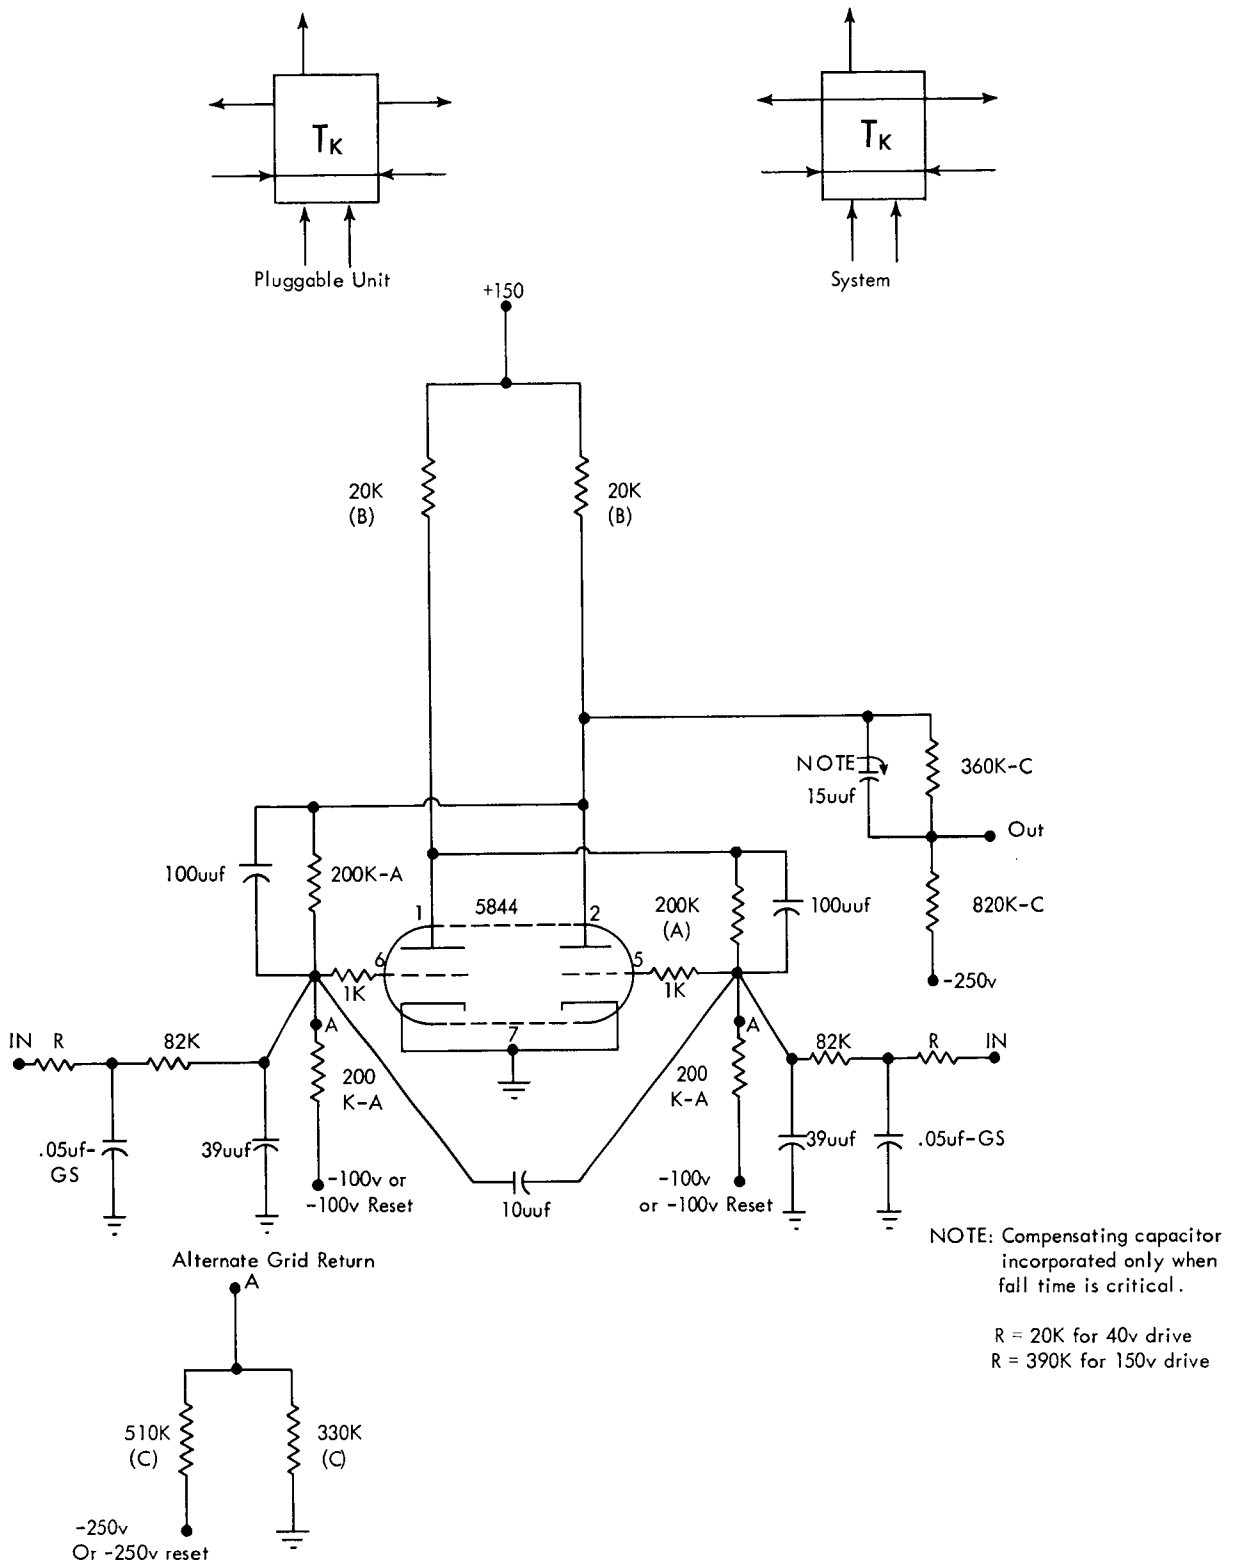 TK
TK
Pluggable Unit
System
+150
20K
(B)
20K
(B)
NOTE
15uuf
360K-C
Out
100uuf
200K-A
1
5844
2
200K
(A)
100uuf
820K-C
6
5
1K
1K
-250v
A
7
A
IN
R
82K
82K
R
IN
200
K-A
200
K-A
.05uf-
GS
39uuf
39uuf
.05uf-GS
-100v or
-100v Reset
10uuf
-100v
or -100v Reset
NOTE: Compensating capacitor
incorporated only when
fall time is critical.
R = 20K for 40v drive
R = 390K for 150v drive
Alternate Grid Return
A
510K
(C)
330K
(C)
-250v
Or -250v reset